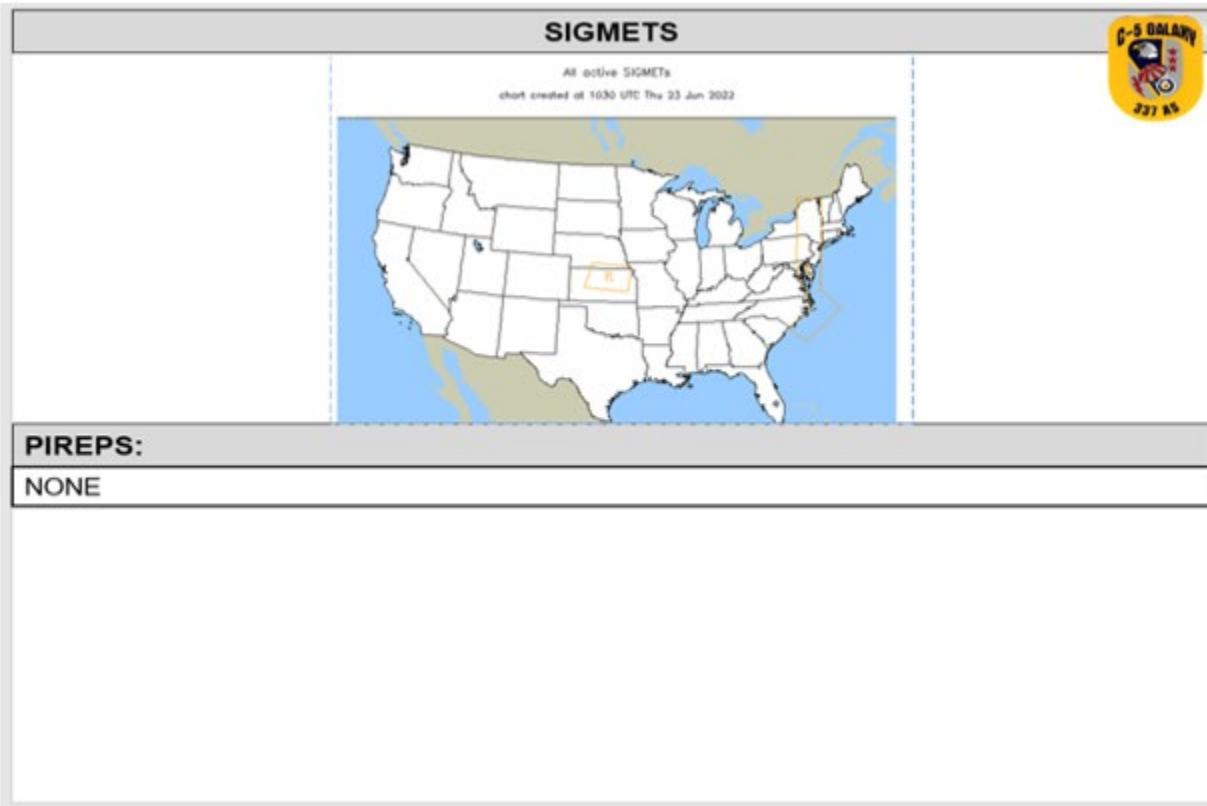 SIGMETS
C-5 GALAXY
337 AS
All active SIGMETs
chart created at 1030 UTC Thu 23 Jun 2022
PIREPS:
NONE